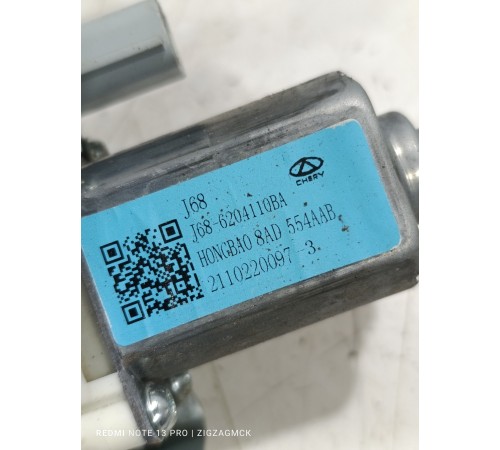 J68
J68-6204110BA
HONGBAO 8AD 554AAB
2110220097 3.
CHERY
REDMI NOTE 13 PRO | ZIGZAGMCK